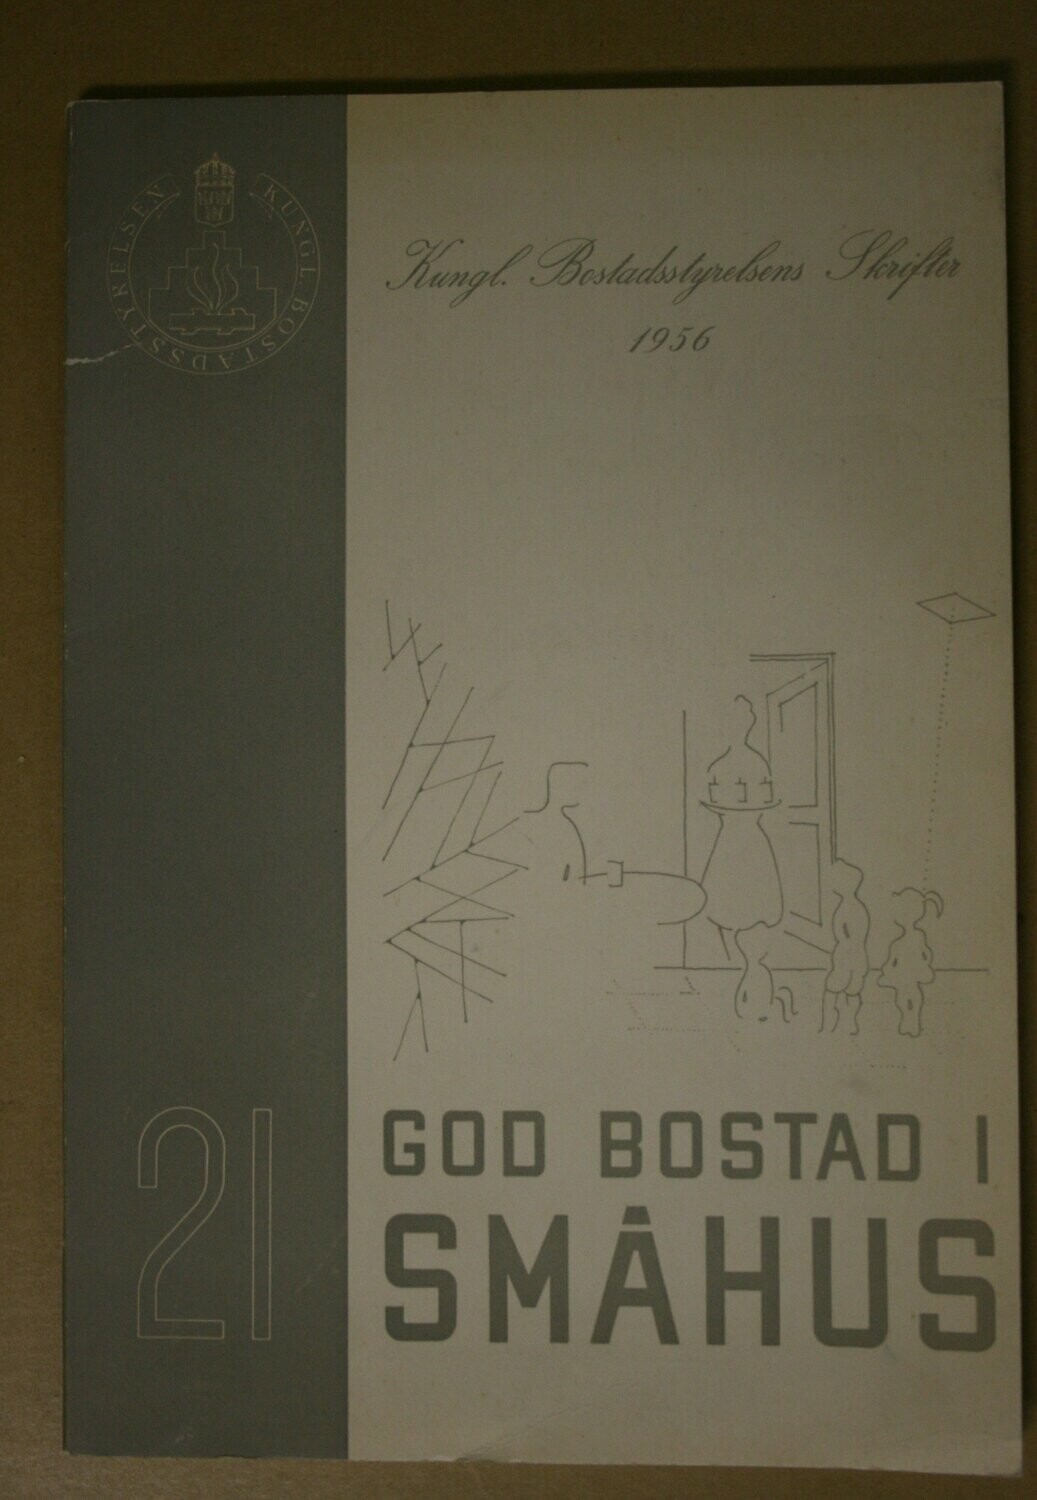 KUNGL. BOSTADSSTYRELSEN
Kungl. Bostadsstyrelsens Skrifter
1956
21
GOD BOSTAD I
SMÅHUS